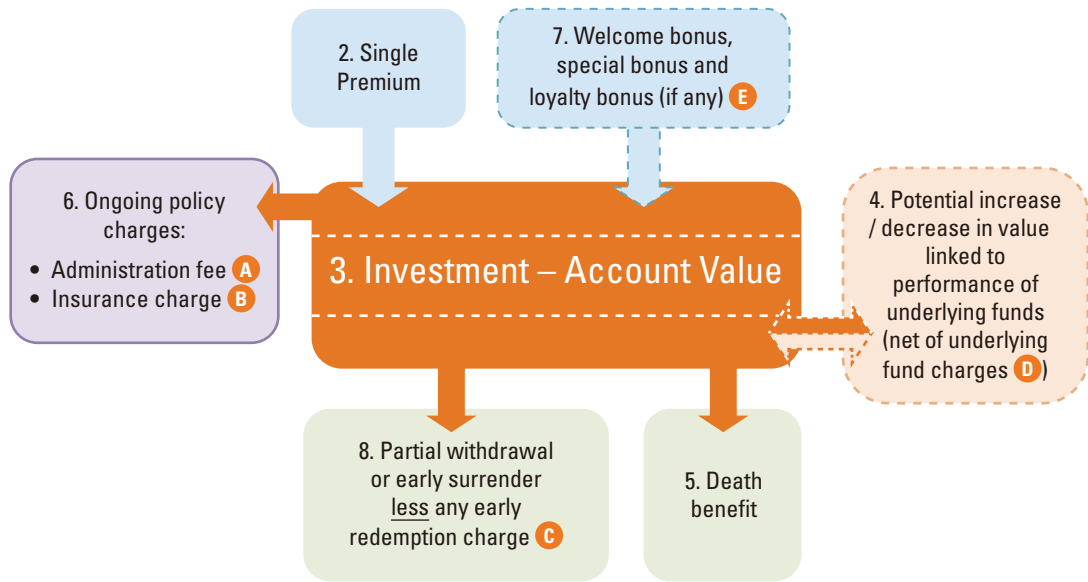 2. Single
Premium
7. Welcome bonus,
special bonus and
loyalty bonus (if any) E
6. Ongoing policy
charges:
• Administration fee A
• Insurance charge B
3. Investment – Account Value
4. Potential increase
/ decrease in value
linked to
performance of
underlying funds
(net of underlying
fund charges D)
8. Partial withdrawal
or early surrender
less any early
redemption charge C
5. Death
benefit